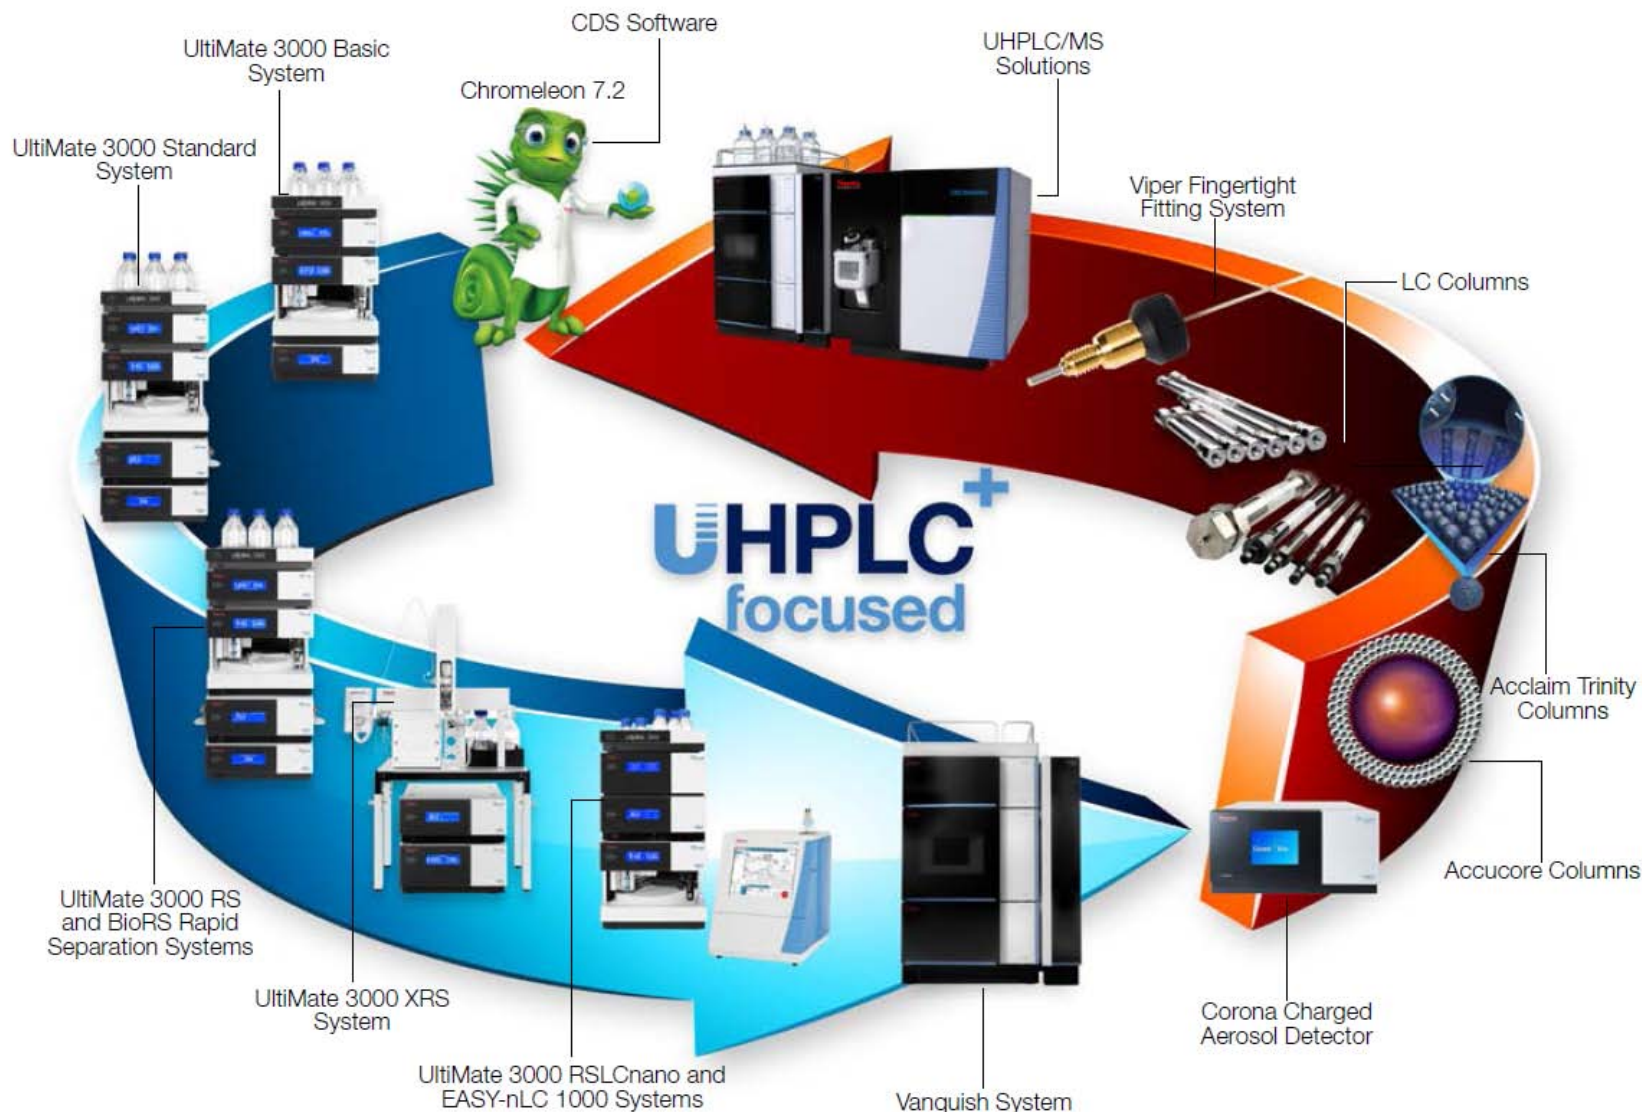 CDS Software
UltiMate 3000 Basic
System
UHPLC/MS
Solutions
Chromeleon 7.2
UltiMate 3000 Standard
System
Viper Fingertight
Fitting System
LC Columns
UHPLC+
focused
Acclaim Trinity
Columns
Accucore Columns
UltiMate 3000 RS
and BioRS Rapid
Separation Systems
UltiMate 3000 XRS
System
Corona Charged
Aerosol Detector
UltiMate 3000 RSLCnano and
EASY-nLC 1000 Systems
Vanquish System